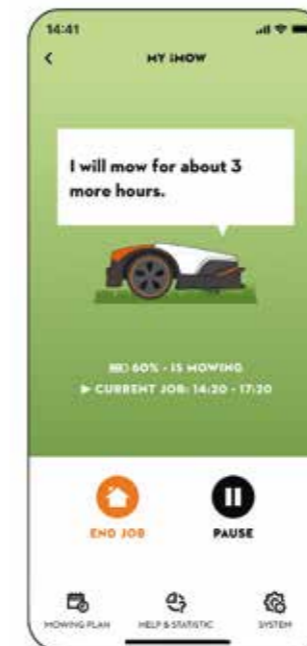 14:41
MY iMOW
I will mow for about 3
more hours.
60% - IS MOWING
▶ CURRENT JOB: 14:20 - 17:20
END JOB
PAUSE
MOWING PLAN
HELP & STATISTIC
SYSTEM